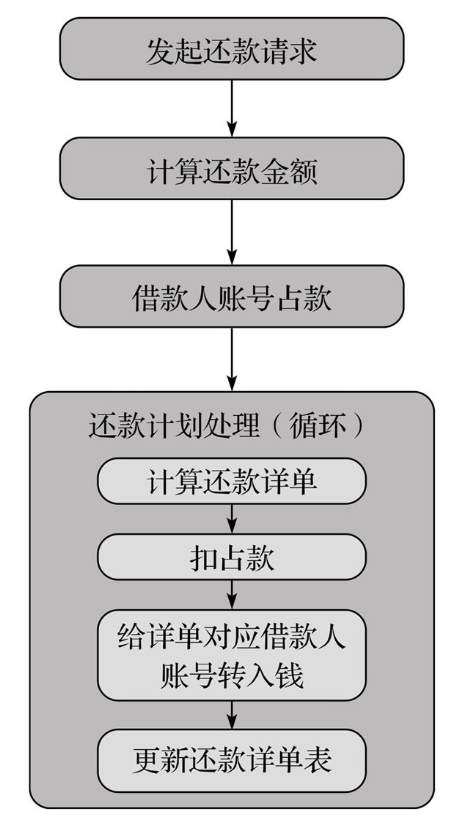 发起还款请求
计算还款金额
借款人账号占款
还款计划处理（循环）
计算还款详单
扣占款
给详单对应借款人
账号转入钱
更新还款详单表